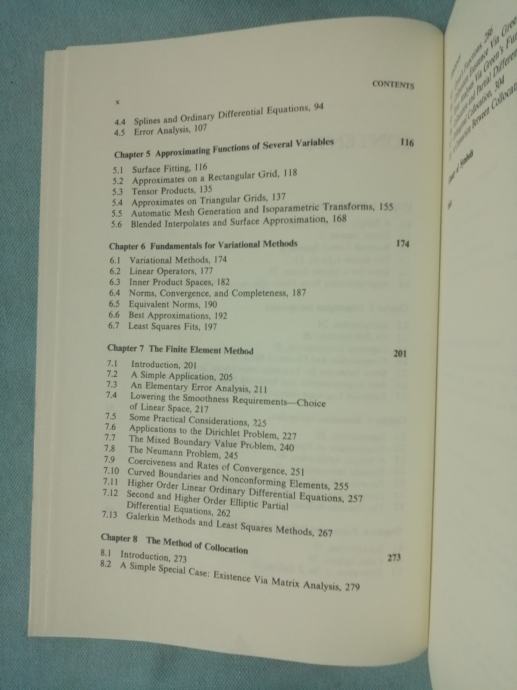 CONTENTS
x
4.4 Splines and Ordinary Differential Equations, 94
4.5 Error Analysis, 107
Chapter 5 Approximating Functions of Several Variables 116
5.1 Surface Fitting, 116
5.2 Approximates on a Rectangular Grid, 118
5.3 Tensor Products, 135
5.4 Approximates on Triangular Grids, 137
5.5 Automatic Mesh Generation and Isoparametric Transforms, 155
5.6 Blended Interpolates and Surface Approximation, 168
Chapter 6 Fundamentals for Variational Methods 174
6.1 Variational Methods, 174
6.2 Linear Operators, 177
6.3 Inner Product Spaces, 182
6.4 Norms, Convergence, and Completeness, 187
6.5 Equivalent Norms, 190
6.6 Best Approximations, 192
6.7 Least Squares Fits, 197
Chapter 7 The Finite Element Method 201
7.1 Introduction, 201
7.2 A Simple Application, 205
7.3 An Elementary Error Analysis, 211
7.4 Lowering the Smoothness Requirements—Choice
of Linear Space, 217
7.5 Some Practical Considerations, 225
7.6 Applications to the Dirichlet Problem, 227
7.7 The Mixed Boundary Value Problem, 240
7.8 The Neumann Problem, 245
7.9 Coerciveness and Rates of Convergence, 251
7.10 Curved Boundaries and Nonconforming Elements, 255
7.11 Higher Order Linear Ordinary Differential Equations, 257
7.12 Second and Higher Order Elliptic Partial
Differential Equations, 262
7.13 Galerkin Methods and Least Squares Methods, 267
Chapter 8 The Method of Collocation 273
8.1 Introduction, 273
8.2 A Simple Special Case: Existence Via Matrix Analysis, 279
Functions, 286
Via Green's
Partial
Collocation, 304
Between
Symbols